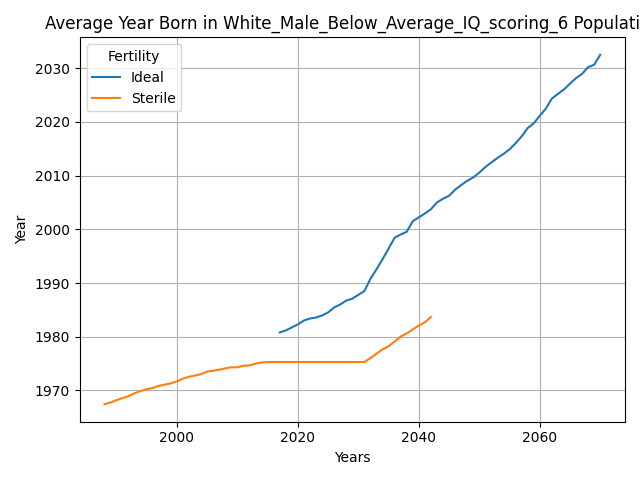 Average Year Born in White_Male_Below_Average_IQ_scoring_6 Populati
Fertility
Ideal
Sterile
2030
2020
2010
2000
1990
1980
1970
Year
2000 2020 2040 2060
Years